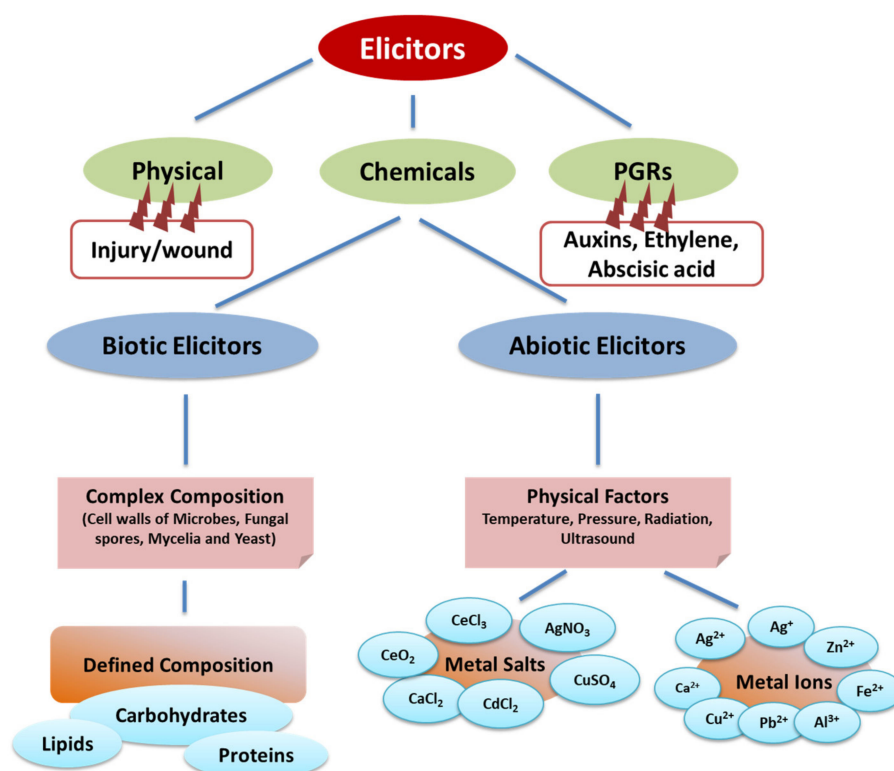 Elicitors
Physical
Chemicals
PGRs
Injury/wound
Auxins, Ethylene,
Abscisic acid
Biotic Elicitors
Abiotic Elicitors
Complex Composition
(Cell walls of Microbes, Fungal
spores, Mycelia and Yeast)
Physical Factors
Temperature, Pressure, Radiation,
Ultrasound
Defined Composition
Carbohydrates
Lipids
Proteins
CeCl₃
AgNO₃
CeO₂
Metal Salts
CuSO₄
CaCl₂
CdCl₂
Ag²⁺
Ag⁺
Zn²⁺
Ca²⁺
Metal Ions
Fe²⁺
Cu²⁺
Pb²⁺
Al³⁺